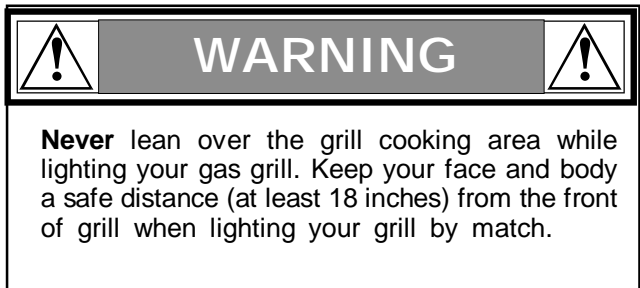 WARNING
Never lean over the grill cooking area while
lighting your gas grill. Keep your face and body
a safe distance (at least 18 inches) from the front
of grill when lighting your grill by match.